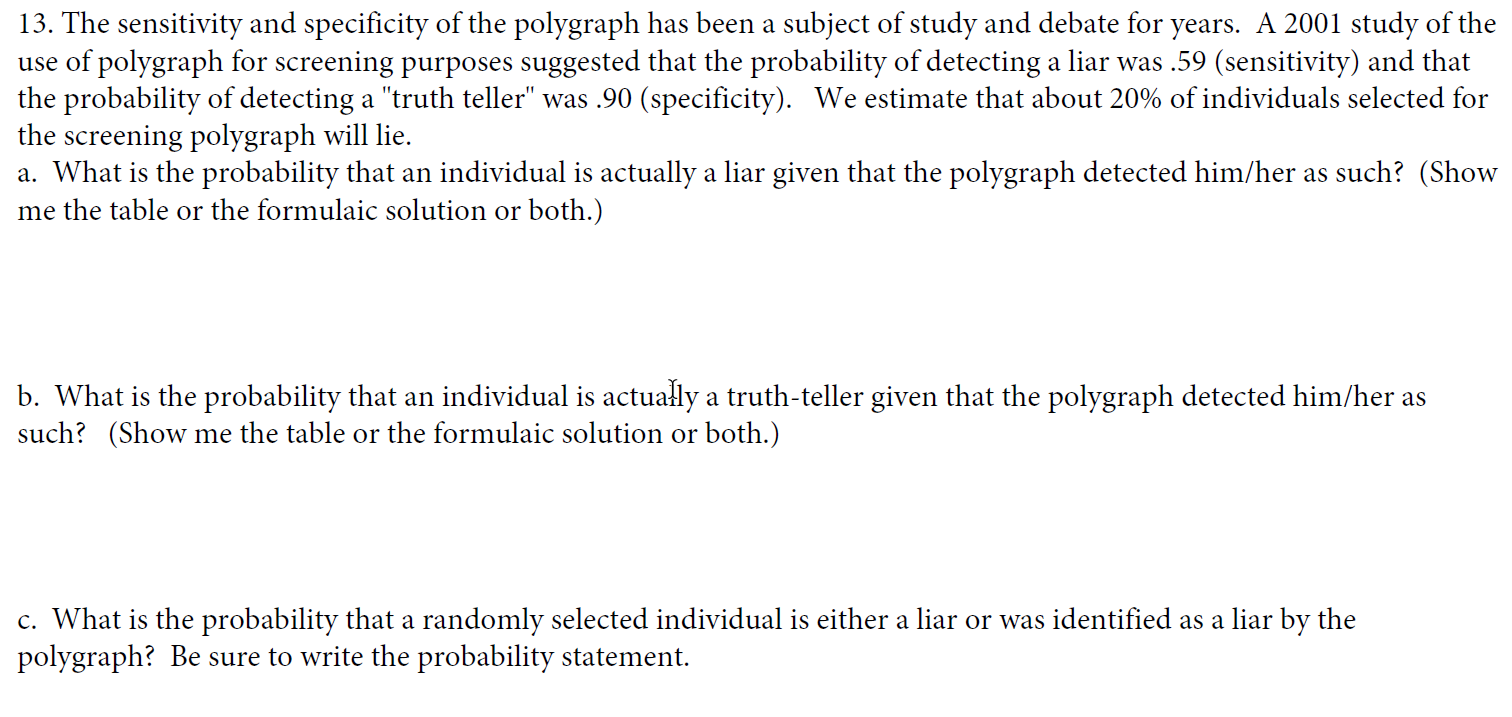 13. The sensitivity and specificity of the polygraph has been a subject of study and debate for years.  A 2001 study of the
use of polygraph for screening purposes suggested that the probability of detecting a liar was .59 (sensitivity) and that
the probability of detecting a "truth teller" was .90 (specificity).   We estimate that about 20% of individuals selected for
the screening polygraph will lie.
a.  What is the probability that an individual is actually a liar given that the polygraph detected him/her as such?  (Show
me the table or the formulaic solution or both.)
b.  What is the probability that an individual is actually a truth-teller given that the polygraph detected him/her as
such?   (Show me the table or the formulaic solution or both.)
c.  What is the probability that a randomly selected individual is either a liar or was identified as a liar by the
polygraph?  Be sure to write the probability statement.